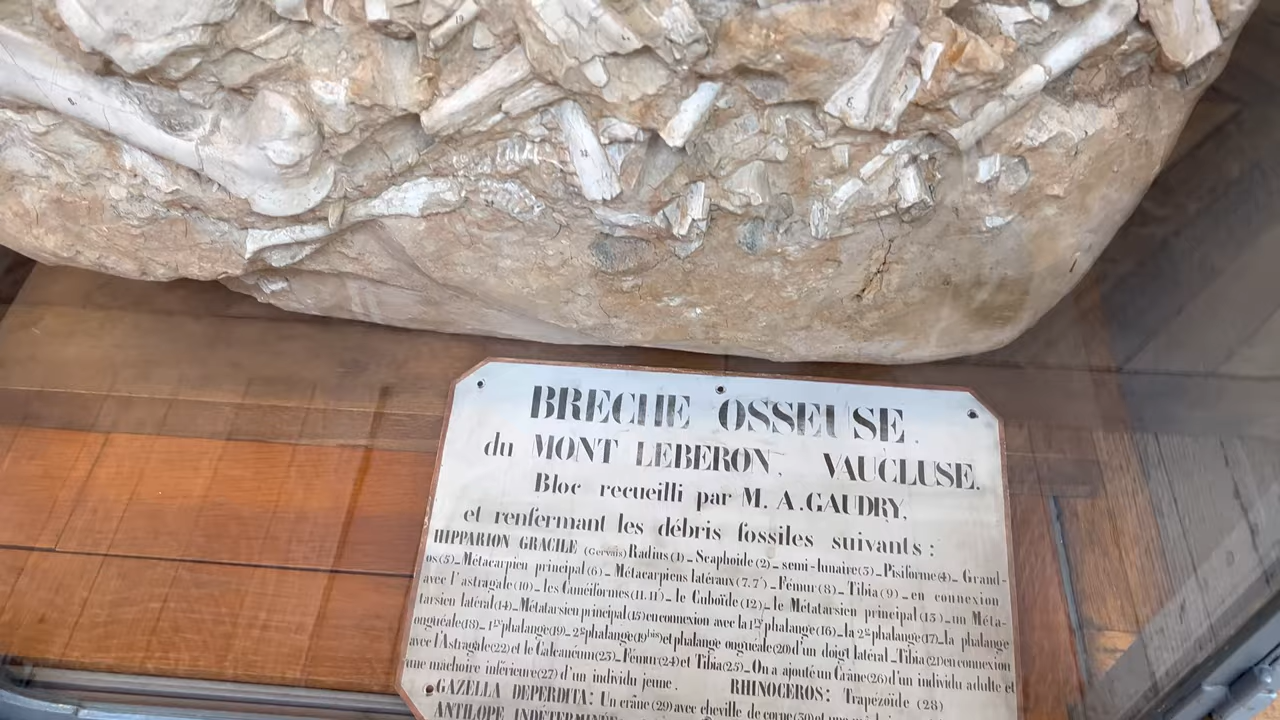 BRECHE OSSEUSE.
du MONT LEBERON, VAUCLUSE.
Bloc recueilli par M. A. GAUDRY,
et renfermant les débris fossiles suivants :
HIPPARION GRACILE (Gervais) Radius (1) _ Scaphoïde (2) _ semi-lunaire (3) _ Pisiforme (4) _ Grand-
os (5) _ Métacarpien principal (6) _ Métacarpiens latéraux (7.7') _ Fémur (8) _ Tibia (9) _ en connexion
avec l'astragale (10) _ les Cunéiformes (11.11') _ le Cuboïde (12) _ le Métatarsien principal (13) _ un Méta-
tarsien latéral (14) _ Métatarsien principal (15) en connexion avec la 1re phalange (16) _ la 2e phalange (17) _ la phalange
onguéale (18) _ 1re phalange (19) _ 2e phalange (19bis) et phalange onguéale (20) d'un doigt latéral _ Tibia (21) en connexion
avec l'Astragale (22) et le Calcanéum (23) _ Fémur (24) et Tibia (25) _ On a ajouté un Crâne (26) d'un individu adulte et
une mâchoire inférieure (27) d'un individu jeune. RHINOCEROS: Trapézoïde (28)
GAZELLA DEPERDITA: Un crâne (29) avec cheville de corne (30) et une
ANTILOPE INDÉTERMINÉE
8
12